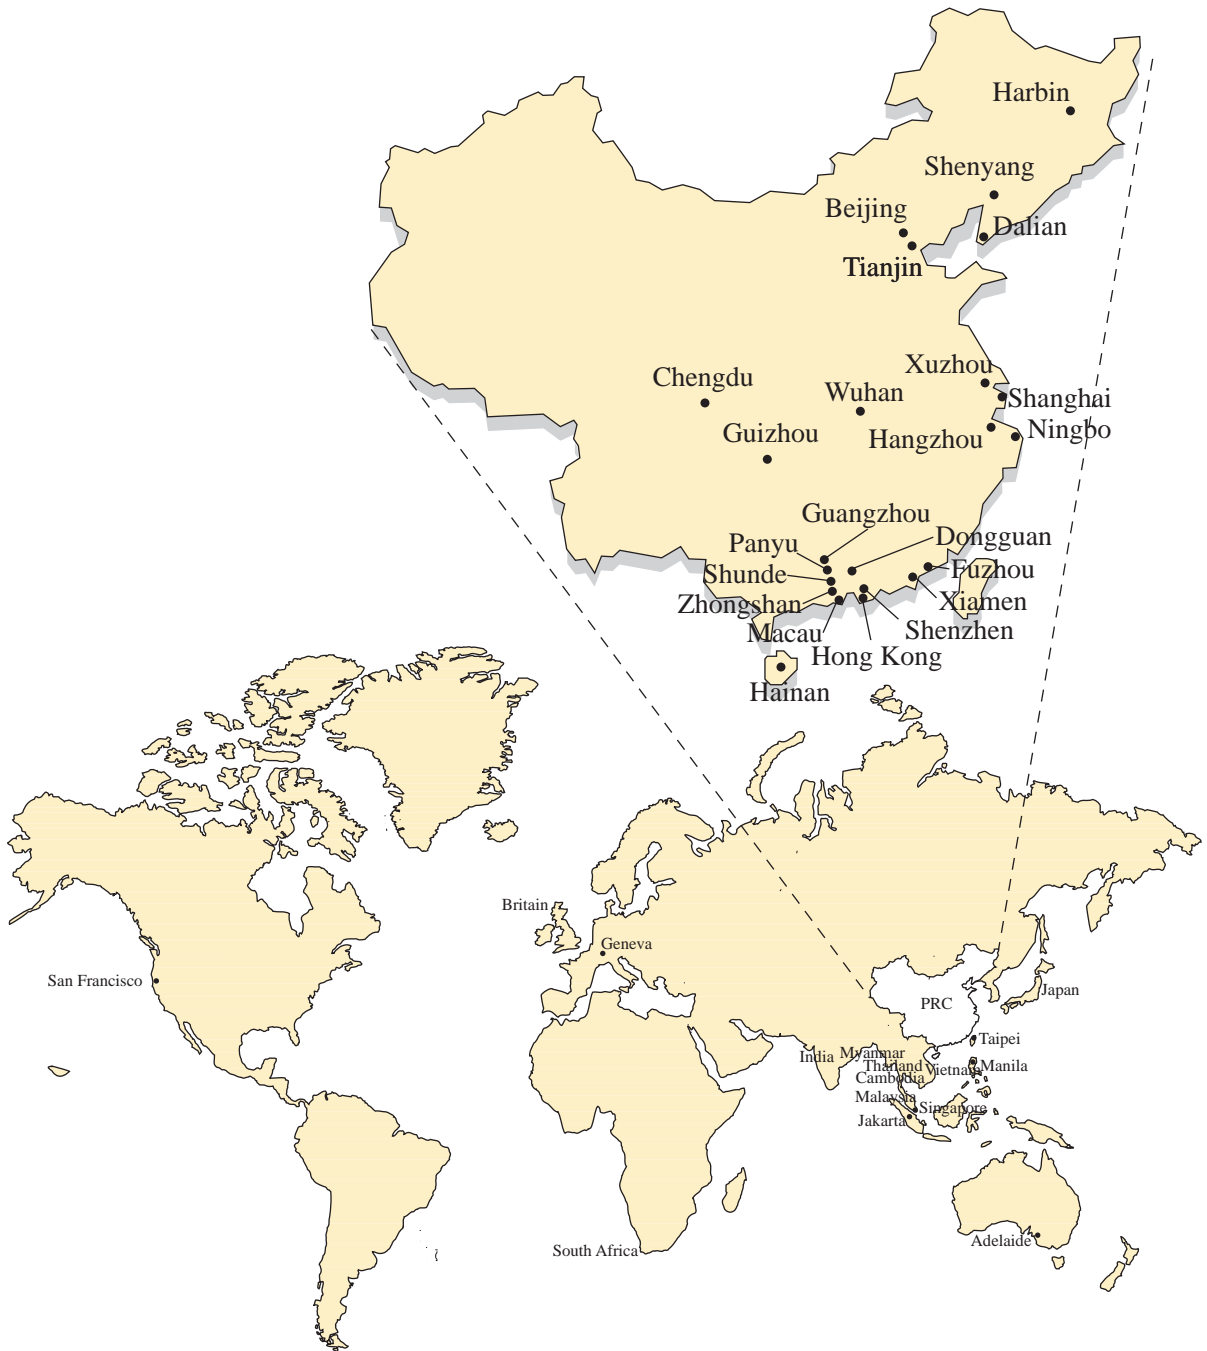 Harbin
Shenyang
Beijing
Dalian
Tianjin
Xuzhou
Chengdu
Wuhan
Shanghai
Guizhou
Hangzhou
Ningbo
Guangzhou
Dongguan
Panyu
Shunde
Fuzhou
Zhongshan
Xiamen
Macau
Shenzhen
Hong Kong
Hainan
Britain
Geneva
San Francisco
Japan
PRC
Taipei
India
Myanmar
Thailand
Vietnam
Manila
Cambodia
Malaysia
Singapore
Jakarta
Adelaide
South Africa